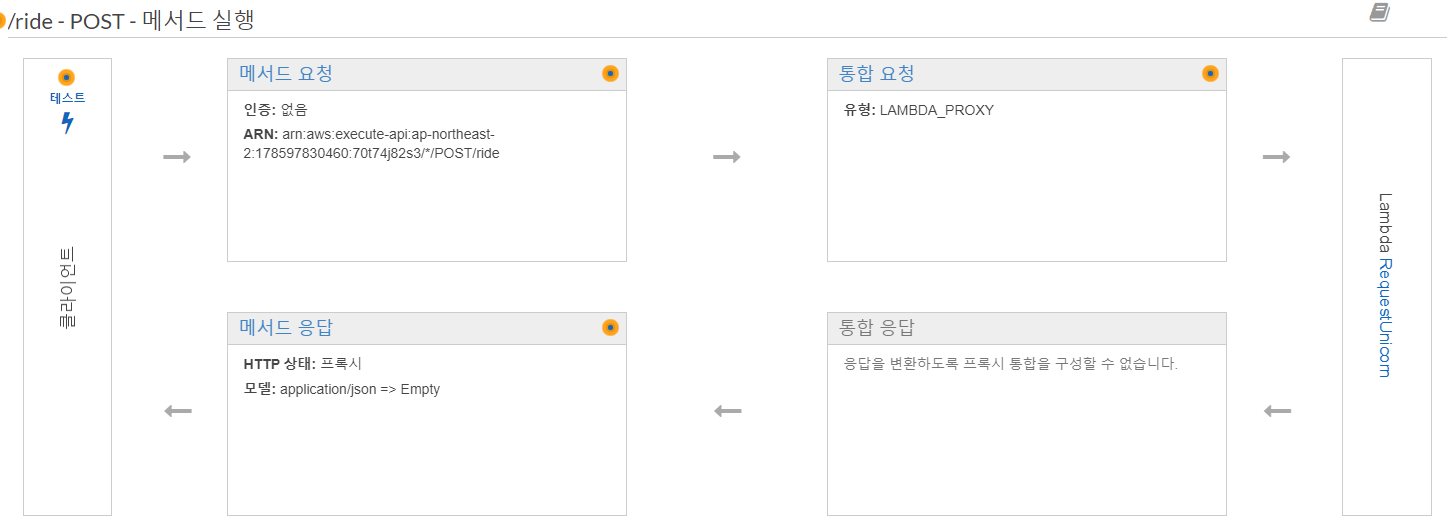 /ride - POST - 메서드 실행
테스트
클라이언트
메서드 요청
인증: 없음
ARN: arn:aws:execute-api:ap-northeast-
2:178597830460:70t74j82s3/*/POST/ride
통합 요청
유형: LAMBDA_PROXY
Lambda RequestUnicorn
메서드 응답
HTTP 상태: 프록시
모델: application/json => Empty
통합 응답
응답을 변환하도록 프록시 통합을 구성할 수 없습니다.